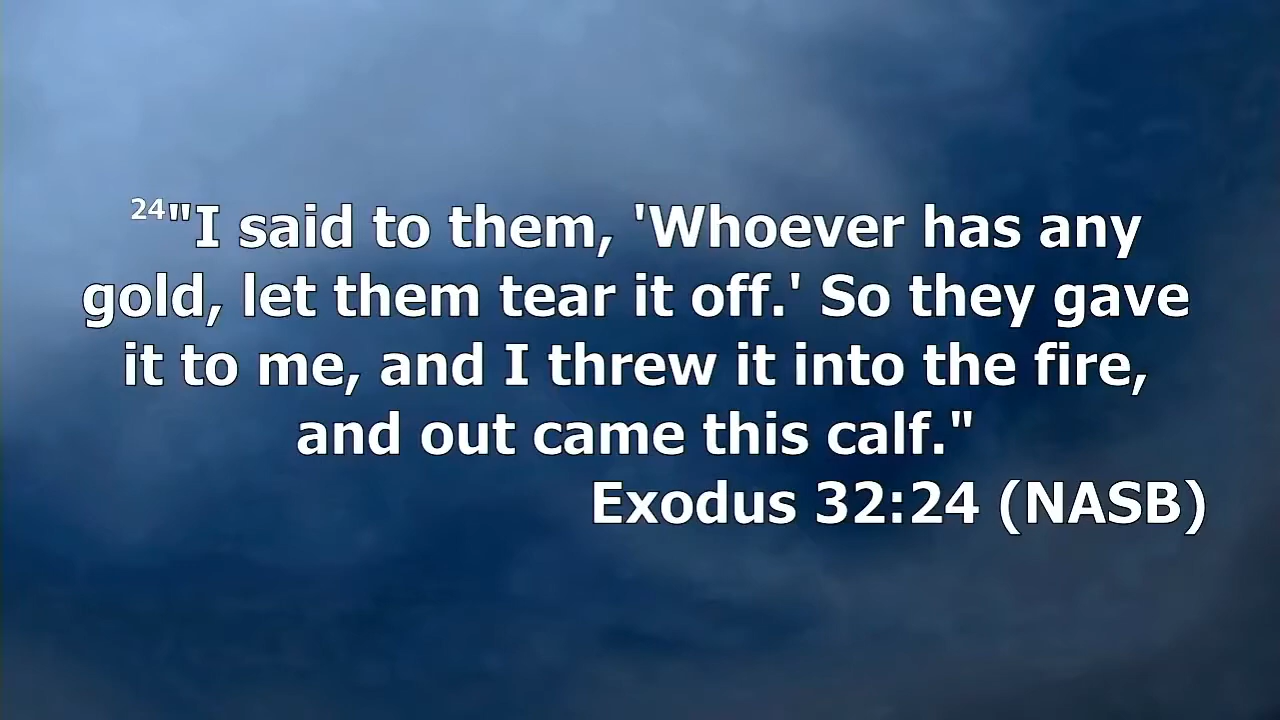 24"I said to them, 'Whoever has any
gold, let them tear it off.' So they gave
it to me, and I threw it into the fire,
and out came this calf."
Exodus 32:24 (NASB)